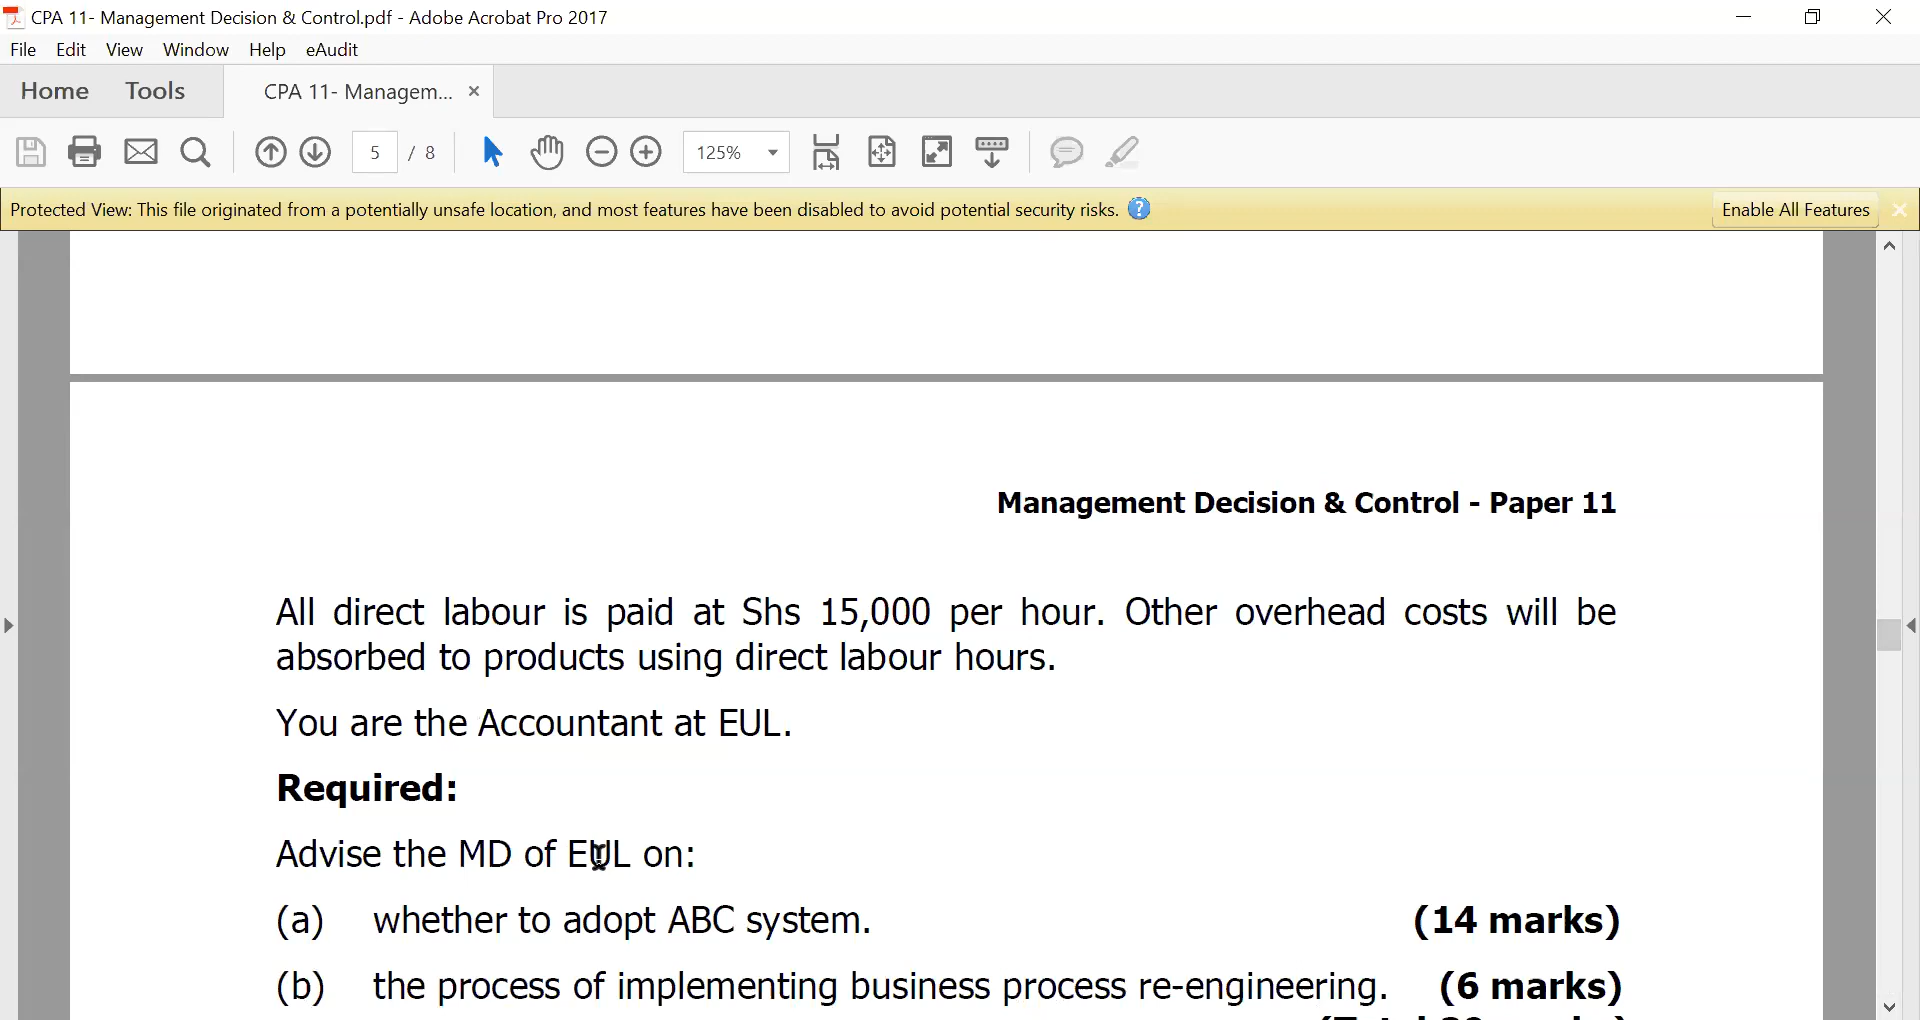 CPA 11- Management Decision & Control.pdf - Adobe Acrobat Pro 2017
File Edit View Window Help eAudit
Home Tools CPA 11- Managem... ×
5 / 8 125%
Protected View: This file originated from a potentially unsafe location, and most features have been disabled to avoid potential security risks. ? Enable All Features
Management Decision & Control - Paper 11
All direct labour is paid at Shs 15,000 per hour. Other overhead costs will be
absorbed to products using direct labour hours.
You are the Accountant at EUL.
Required:
Advise the MD of EUL on:
(a) whether to adopt ABC system. (14 marks)
(b) the process of implementing business process re-engineering. (6 marks)